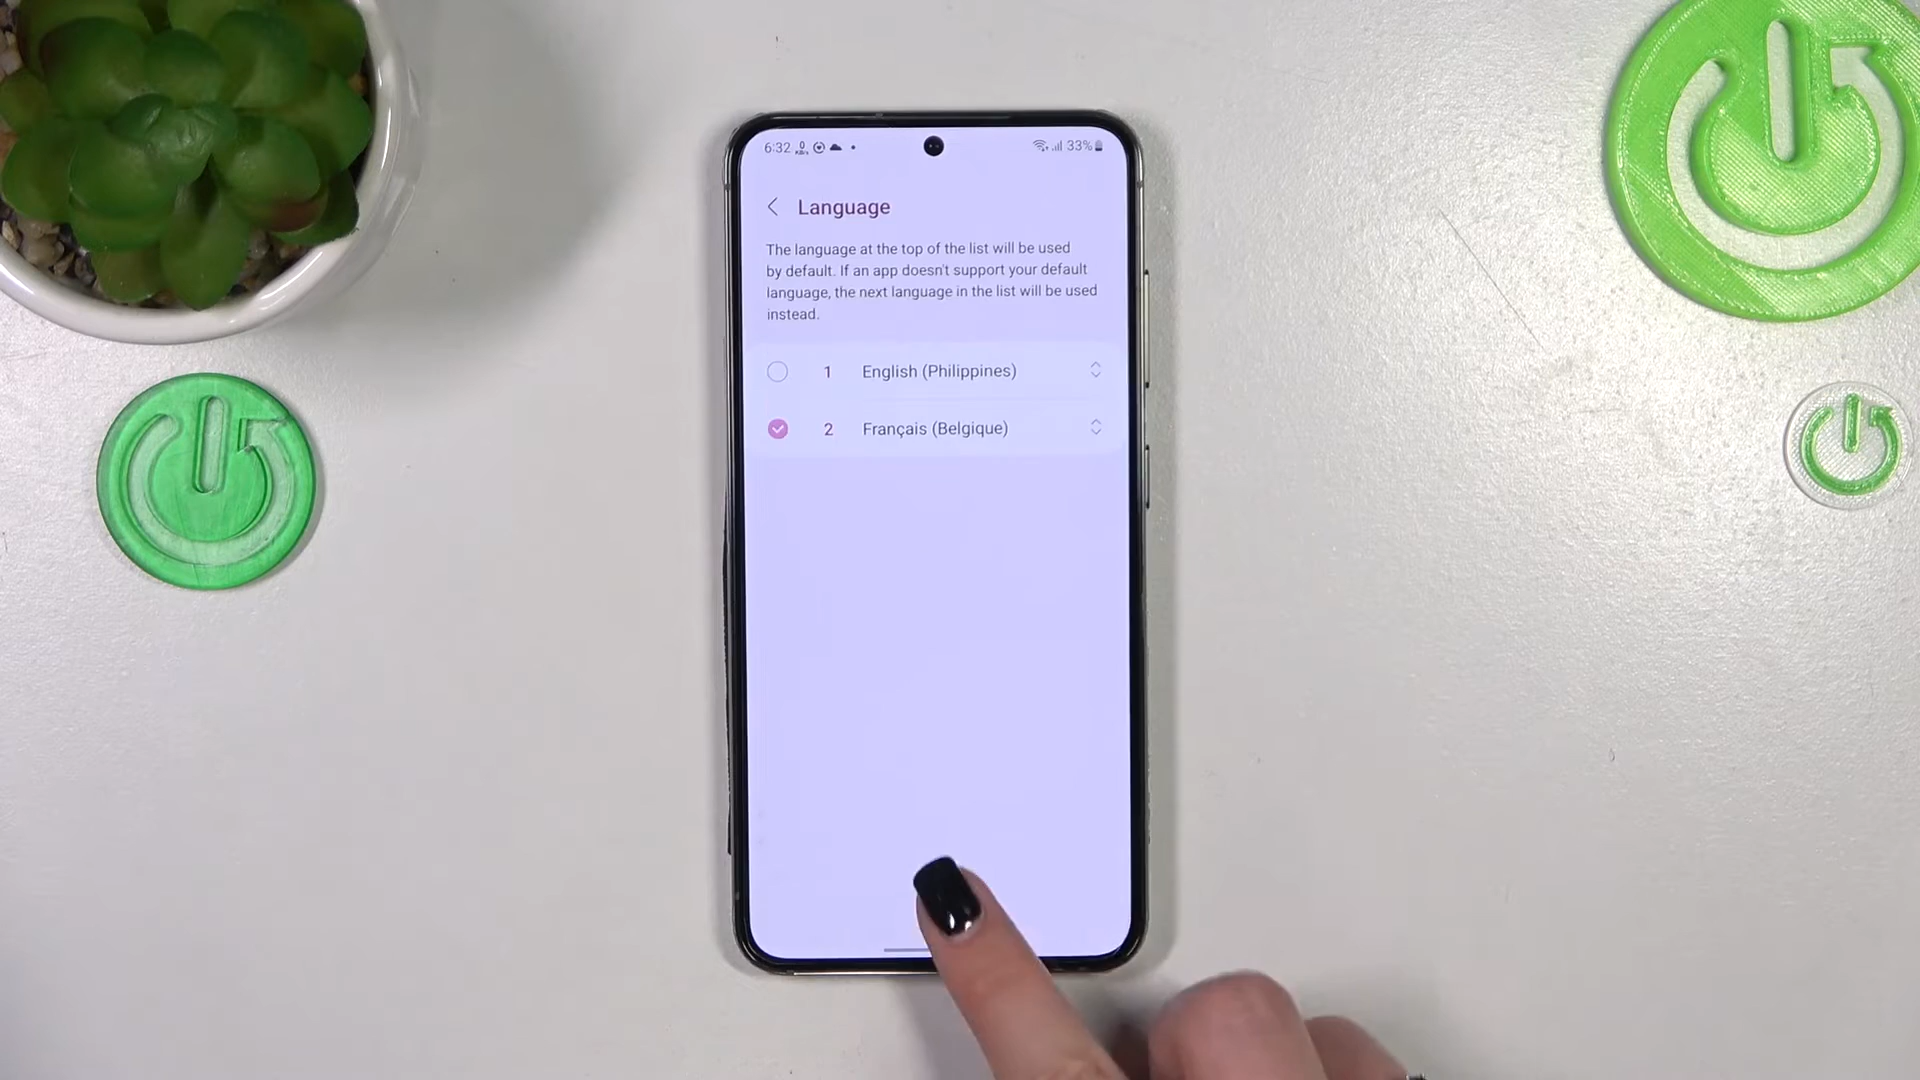 6:32
33%
Language
The language at the top of the list will be used
by default. If an app doesn't support your default
language, the next language in the list will be used
instead.
1 English (Philippines)
2 Français (Belgique)